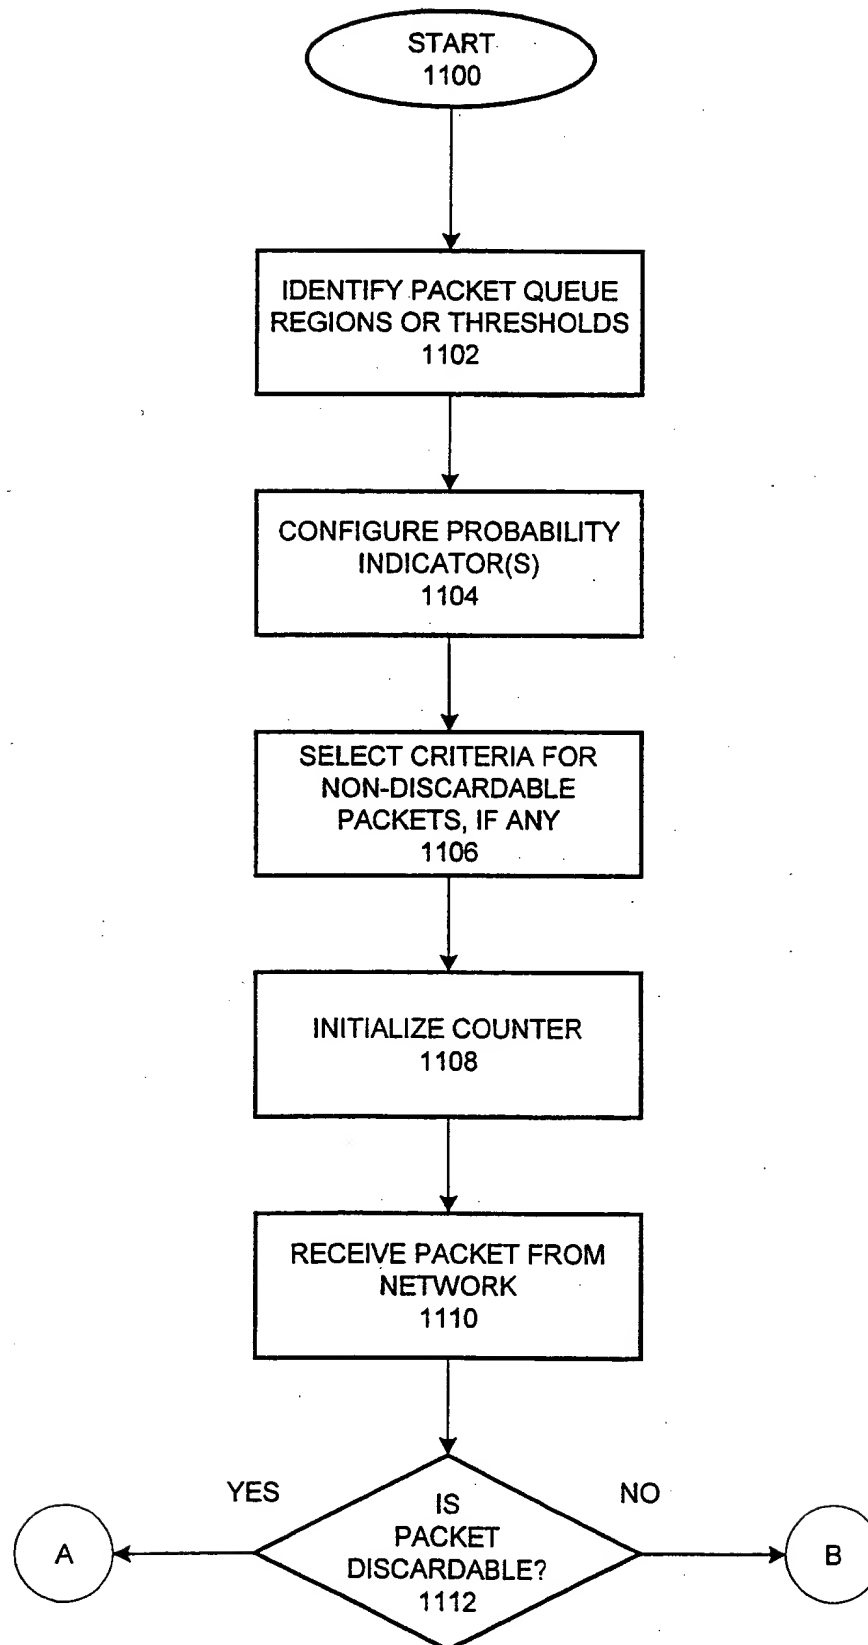 START
1100
IDENTIFY PACKET QUEUE
REGIONS OR THRESHOLDS
1102
CONFIGURE PROBABILITY
INDICATOR(S)
1104
SELECT CRITERIA FOR
NON-DISCARDABLE
PACKETS, IF ANY
1106
INITIALIZE COUNTER
1108
RECEIVE PACKET FROM
NETWORK
1110
YES
NO
A
IS
PACKET
DISCARDABLE?
1112
B